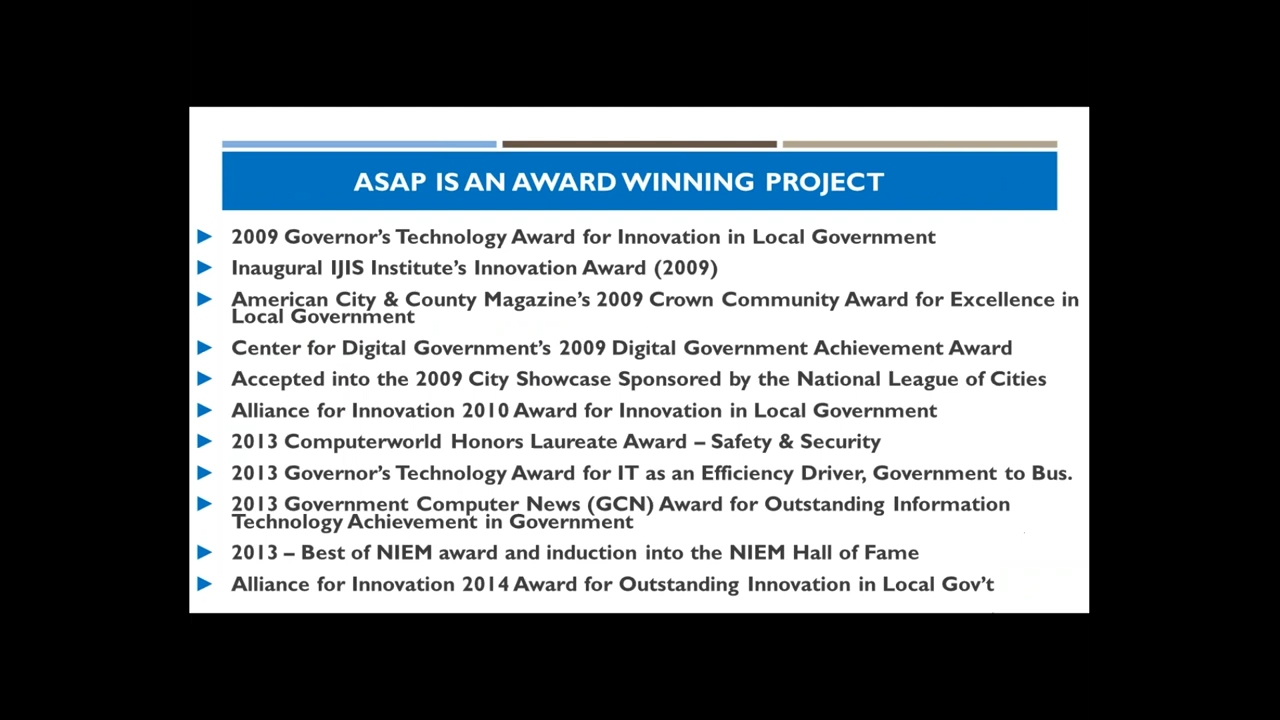 ASAP IS AN AWARD WINNING PROJECT
2009 Governor's Technology Award for Innovation in Local Government
Inaugural IJIS Institute's Innovation Award (2009)
American City & County Magazine's 2009 Crown Community Award for Excellence in
Local Government
Center for Digital Government's 2009 Digital Government Achievement Award
Accepted into the 2009 City Showcase Sponsored by the National League of Cities
Alliance for Innovation 2010 Award for Innovation in Local Government
2013 Computerworld Honors Laureate Award – Safety & Security
2013 Governor's Technology Award for IT as an Efficiency Driver, Government to Bus.
2013 Government Computer News (GCN) Award for Outstanding Information
Technology Achievement in Government
2013 – Best of NIEM award and induction into the NIEM Hall of Fame
Alliance for Innovation 2014 Award for Outstanding Innovation in Local Gov't